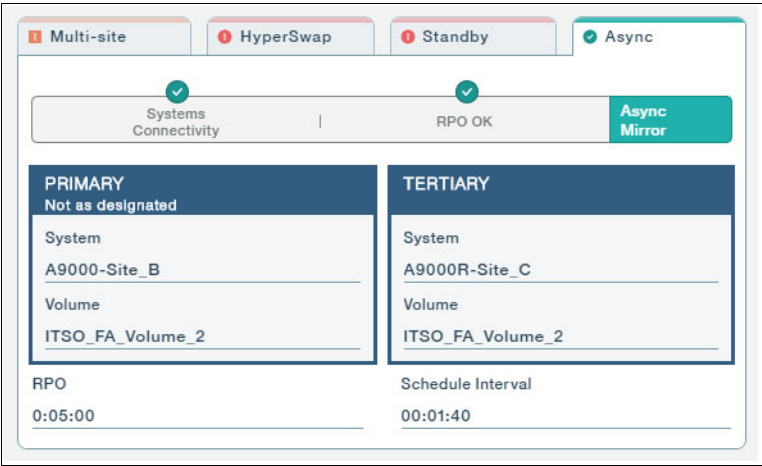 Multi-site
HyperSwap
Standby
Async
Systems
Connectivity
RPO OK
Async
Mirror
PRIMARY
Not as designated
System
A9000-Site_B
Volume
ITSO_FA_Volume_2
TERTIARY
System
A9000R-Site_C
Volume
ITSO_FA_Volume_2
RPO
0:05:00
Schedule Interval
00:01:40